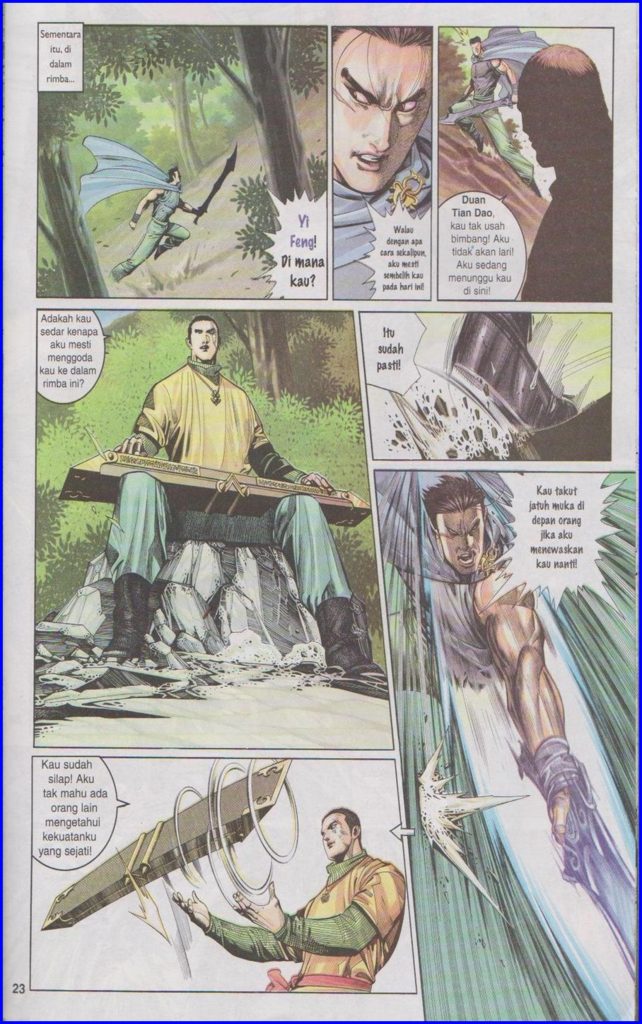 Sementara
itu, di
dalam
rimba...
Yi
Feng!
Di mana
kau?
Walau
dengan apa
cara sekalipun,
aku mesti
sembelih kau
pada hari ini!
Duan
Tian Dao,
kau tak usah
bimbang! Aku
tidak akan lari!
Aku sedang
menunggu kau
di sini!
Adakah kau
sedar kenapa
aku mesti
menggoda
kau ke dalam
rimba ini?
Itu
sudah
pasti!
Kau takut
jatuh muka di
depan orang
jika aku
menewaskan
kau nanti!
Kau sudah
silap! Aku
tak mahu ada
orang lain
mengetahui
kekuatanku
yang sejati!
23